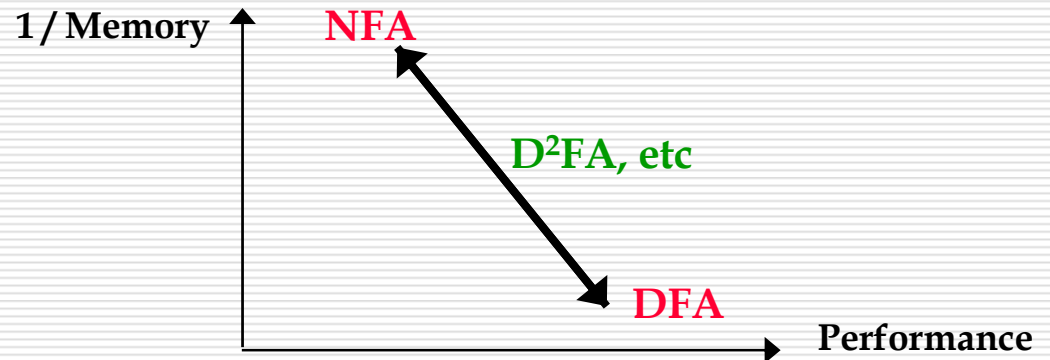 1 / Memory
NFA
D²FA, etc
DFA
Performance